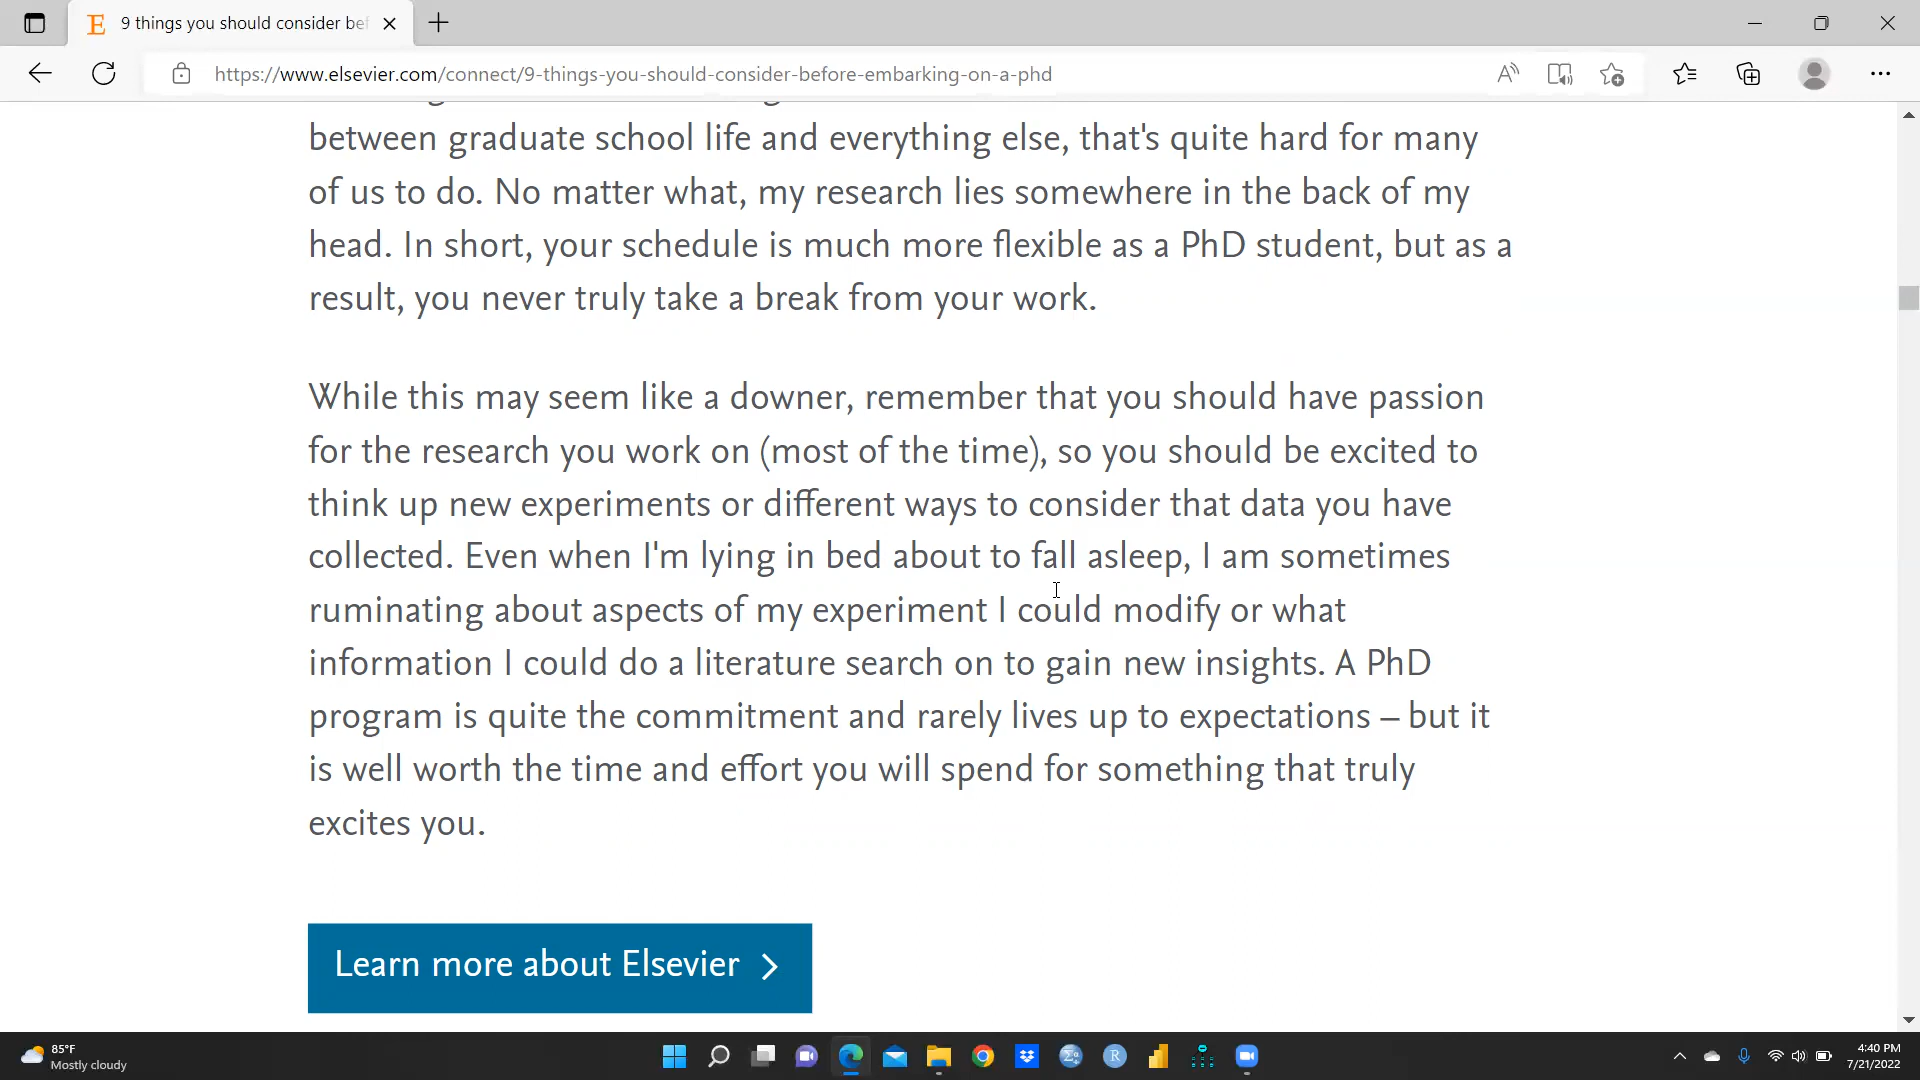 9 things you should consider be
https://www.elsevier.com/connect/9-things-you-should-consider-before-embarking-on-a-phd
between graduate school life and everything else, that's quite hard for many
of us to do. No matter what, my research lies somewhere in the back of my
head. In short, your schedule is much more flexible as a PhD student, but as a
result, you never truly take a break from your work.
While this may seem like a downer, remember that you should have passion
for the research you work on (most of the time), so you should be excited to
think up new experiments or different ways to consider that data you have
collected. Even when I'm lying in bed about to fall asleep, I am sometimes
ruminating about aspects of my experiment I could modify or what
information I could do a literature search on to gain new insights. A PhD
program is quite the commitment and rarely lives up to expectations – but it
is well worth the time and effort you will spend for something that truly
excites you.
Learn more about Elsevier
85°F
Mostly cloudy
4:40 PM
7/21/2022